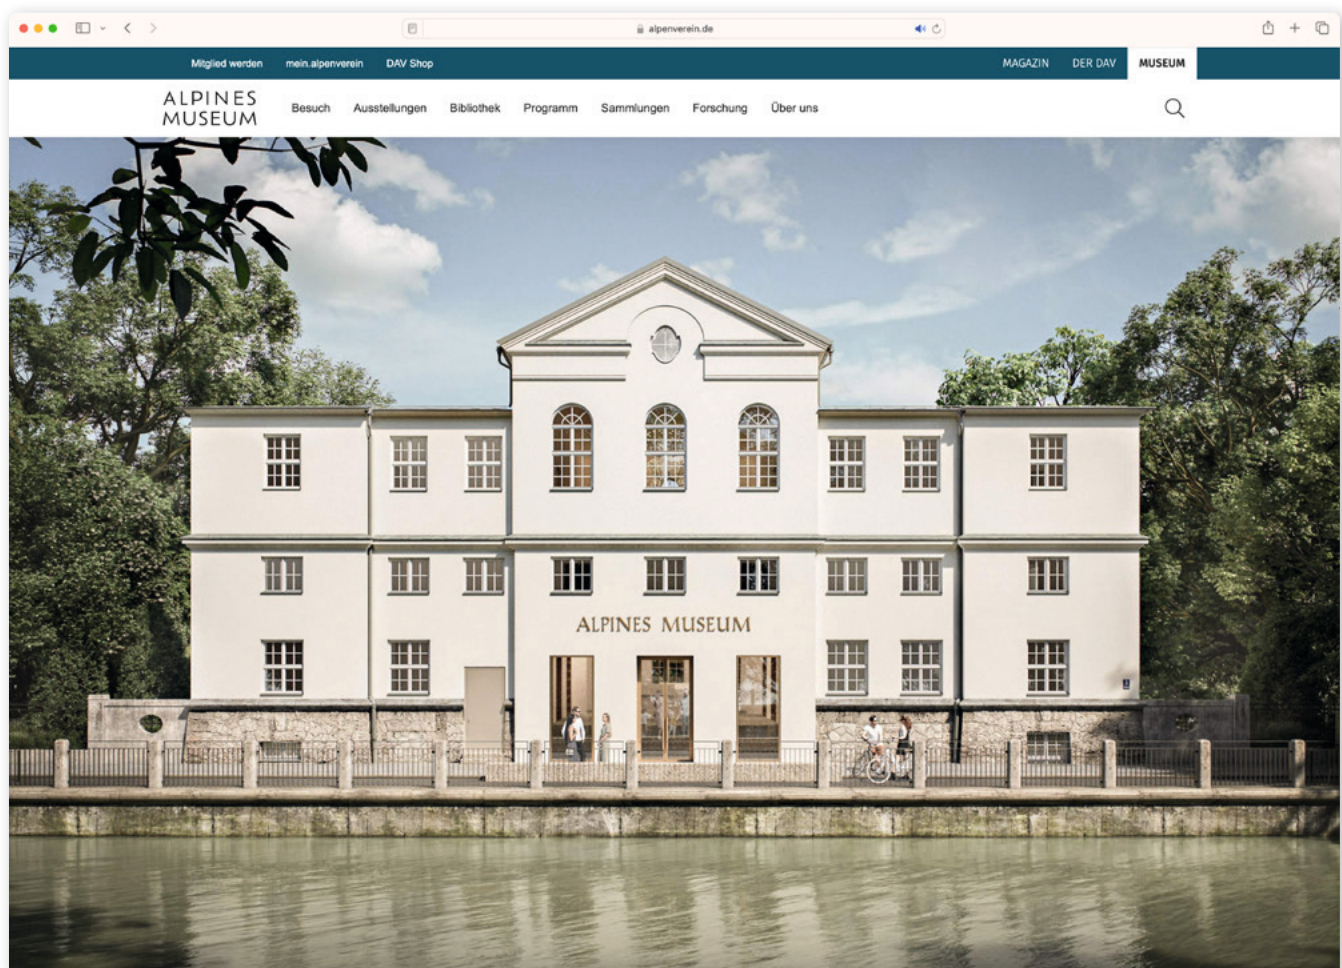 alpenverein.de
Mitglied werden mein.alpenverein DAV Shop MAGAZIN DER DAV MUSEUM
ALPINES
MUSEUM
Besuch Ausstellungen Bibliothek Programm Sammlungen Forschung Über uns
ALPINES MUSEUM